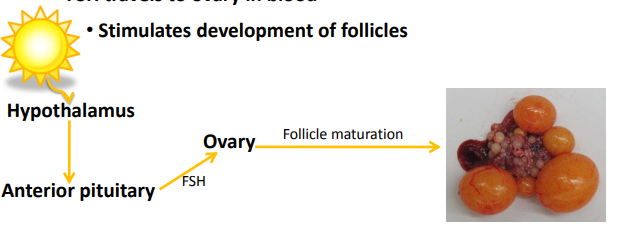 • Stimulates development of follicles
Hypothalamus
Ovary
Follicle maturation
Anterior pituitary
FSH